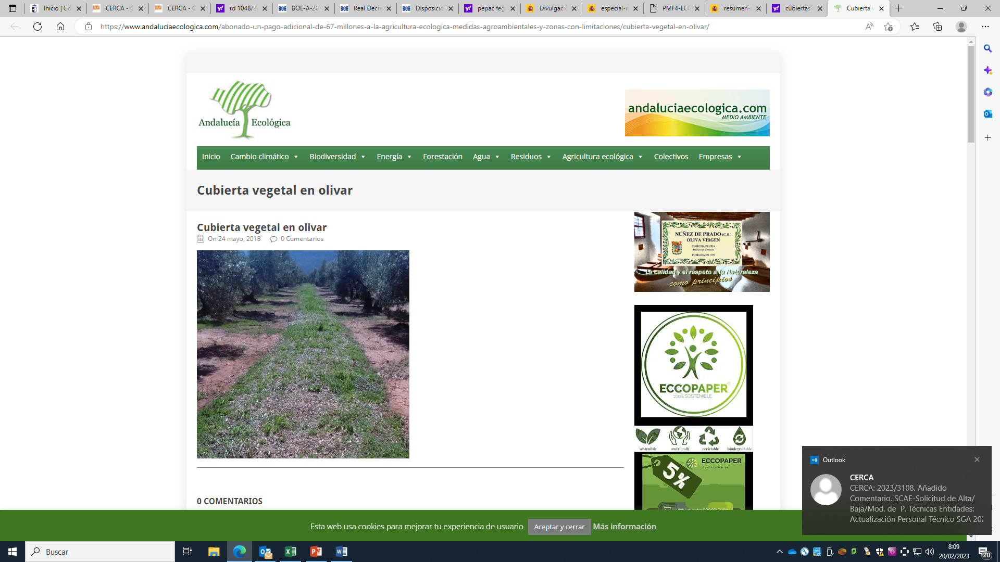 Inicio | Go
CERCA - C
CERCA - C
rd 1048/20
BOE-A-20
Real Decre
Disposició
pepac feg
Divulgació
especial-n
PMF4-ECO
resumen-
cubiertas
Cubierta v
https://www.andaluciaecologica.com/abonado-un-pago-adicional-de-67-millones-a-la-agricultura-ecologica-medidas-agroambientales-y-zonas-con-limitaciones/cubierta-vegetal-en-olivar/
Andalucía Ecológica
andaluciaecologica.com
MEDIO AMBIENTE
Inicio Cambio climático Biodiversidad Energía Forestación Agua Residuos Agricultura ecológica Colectivos Empresas
Cubierta vegetal en olivar
Cubierta vegetal en olivar
On 24 mayo, 2018 0 Comentarios
NUÑEZ DE PRADO (C.B.)
OLIVA VIRGEN
COSECHA PROPIA
Producción Limitada
FUNDADA EN 1795
La calidad y el respeto a la Naturaleza
como principios
ECCOPAPER
100% SOSTENIBLE
sostenible ecofriendly reciclable biodegradable
ECCOPAPER
100% sostenible
5%
0 COMENTARIOS
Esta web usa cookies para mejorar tu experiencia de usuario Aceptar y cerrar Más información
Outlook
CERCA
CERCA: 2023/3108. Añadido
Comentario. SCAE-Solicitud de Alta/
Baja/Mod. de P. Técnicas Entidades:
Actualización Personal Técnico SGA 202
Buscar
8:09
20/02/2023
20